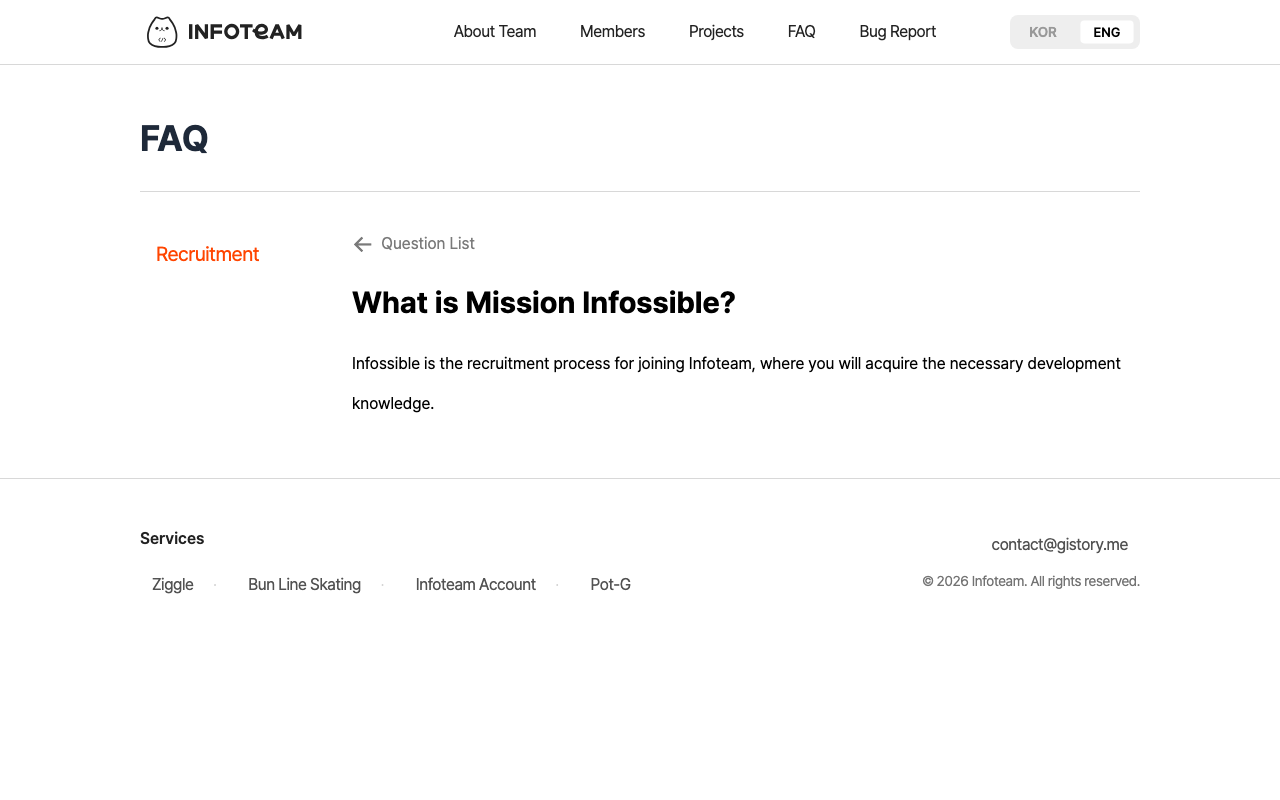 INFOTEAM
About Team
Members
Projects
FAQ
Bug Report
KOR
ENG
FAQ
Recruitment
Question List
What is Mission Infossible?
Infossible is the recruitment process for joining Infoteam, where you will acquire the necessary development
knowledge.
Services
Ziggle · Bun Line Skating · Infoteam Account · Pot-G
contact@gistory.me
© 2026 Infoteam. All rights reserved.